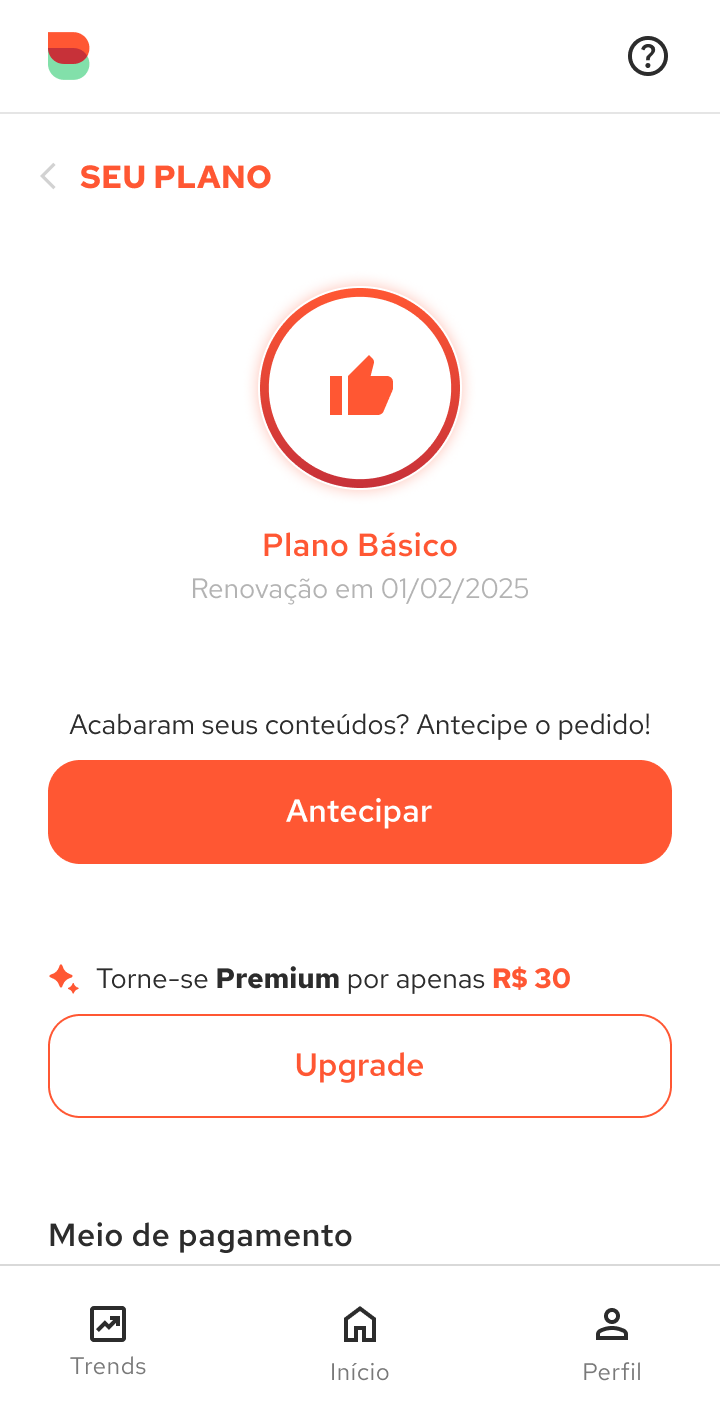 SEU PLANO
Plano Básico
Renovação em 01/02/2025
Acabaram seus conteúdos? Antecipe o pedido!
Antecipar
Torne-se Premium por apenas R$ 30
Upgrade
Meio de pagamento
Trends
Início
Perfil